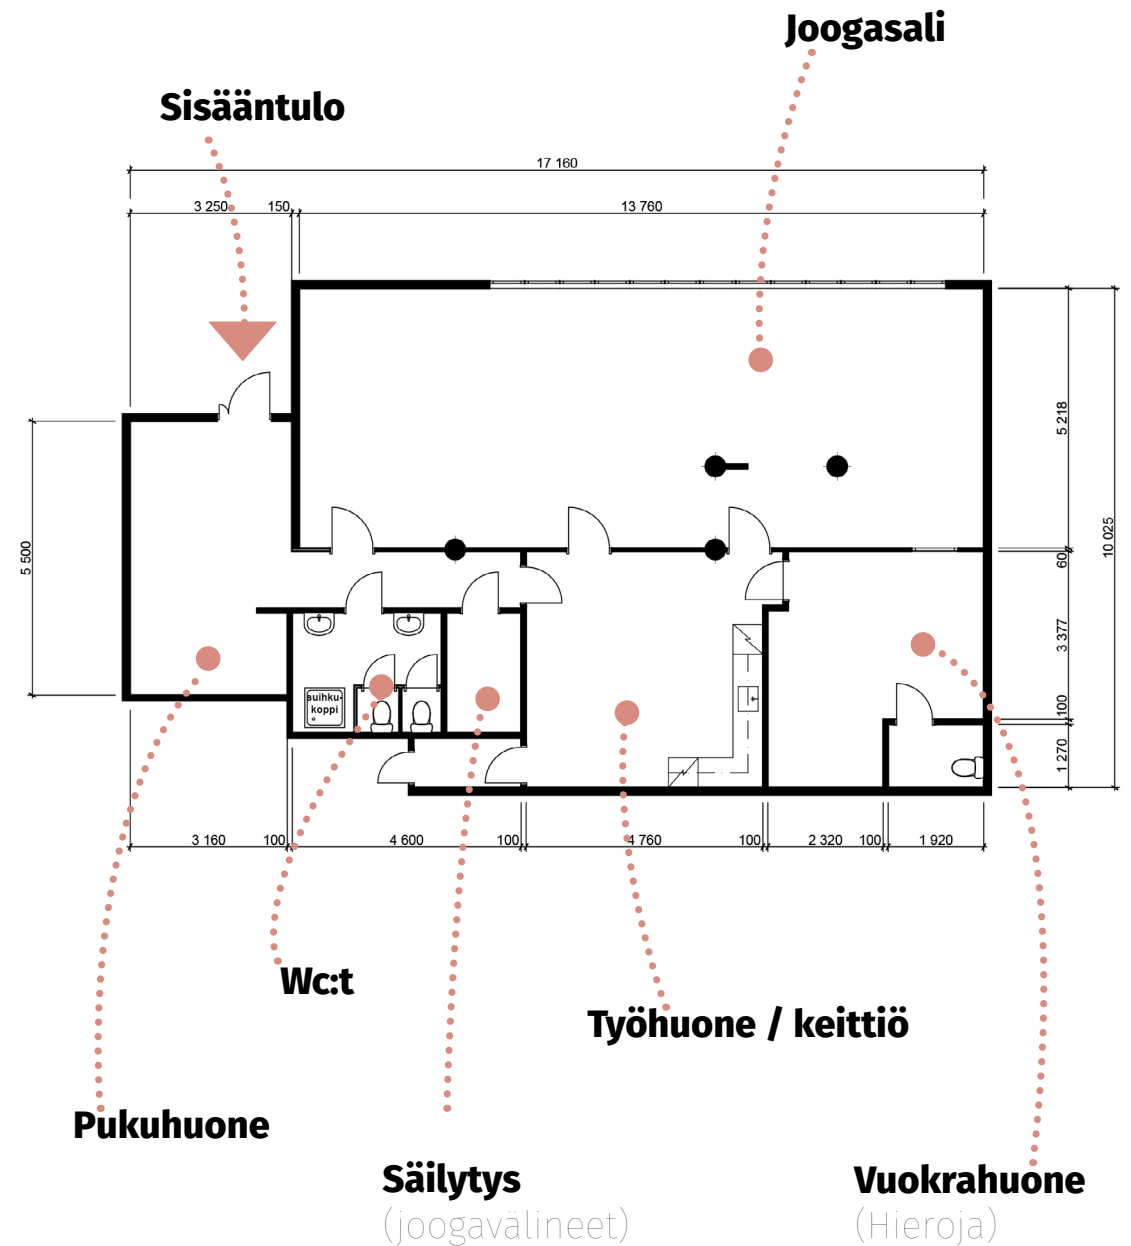 Joogasali
Sisääntulo
17 160
3 250
150
13 760
5 218
5 500
10 025
60
3 377
suihku-
koppi
100
1 270
3 160
100
4 600
100
4 760
100
2 320
100
1 920
Wc:t
Työhuone / keittiö
Pukuhuone
Säilytys
(joogavälineet)
Vuokrahuone
(Hieroja)